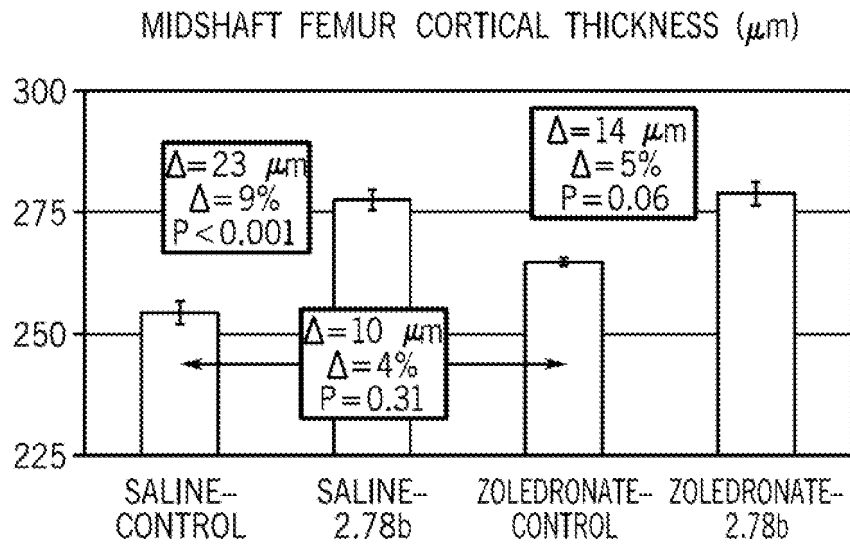 MIDSHAFT FEMUR CORTICAL THICKNESS (μm)
300
275
250
225
Δ=23 μm
Δ=9%
P<0.001
Δ=14 μm
Δ=5%
P=0.06
Δ=10 μm
Δ=4%
P=0.31
SALINE--
CONTROL
SALINE--
2.78b
ZOLEDRONATE--
CONTROL
ZOLEDRONATE--
2.78b